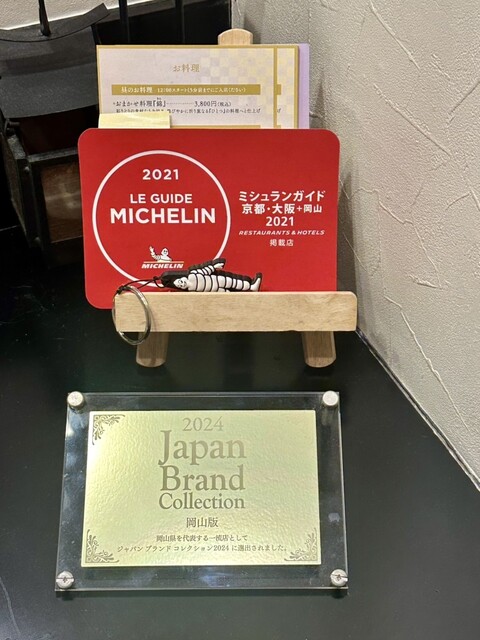 お料理
昼のお料理
おまかせ料理『錦』 3,800円(税込)
2021
LE GUIDE
MICHELIN
MICHELIN
ミシュランガイド
京都・大阪+岡山
2021
RESTAURANTS & HOTELS
掲載店
2024
Japan
Brand
Collection
岡山版
岡山県を代表する一流店として
ジャパン ブランド コレクション2024 に選出されました。